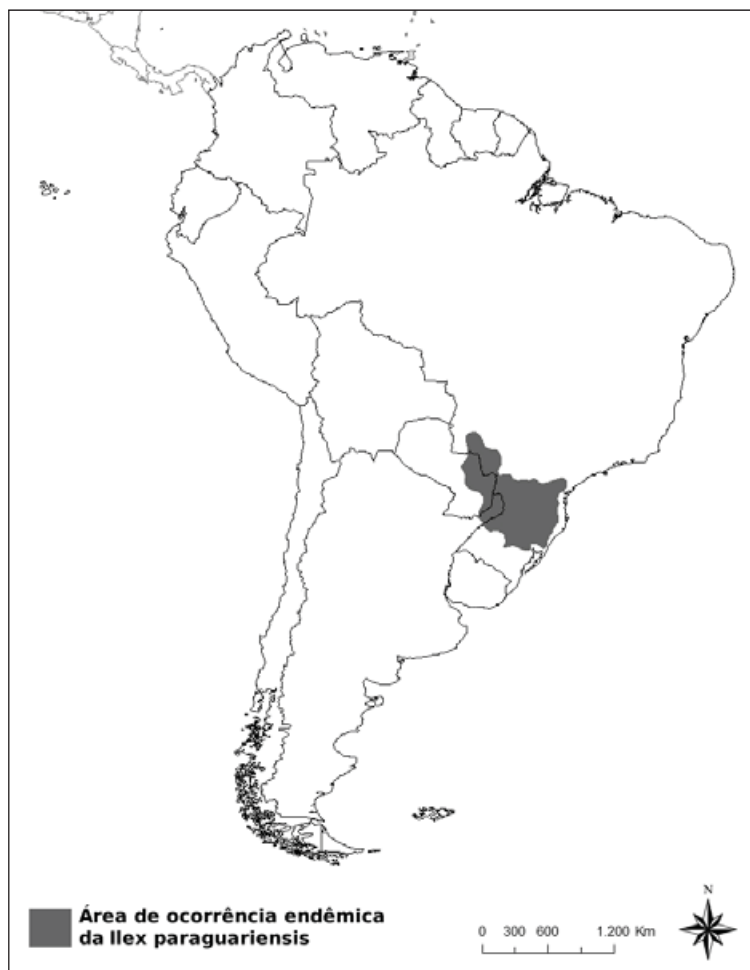 N
Área de ocorrência endêmica
da Ilex paraguariensis
0 300 600 1.200 Km